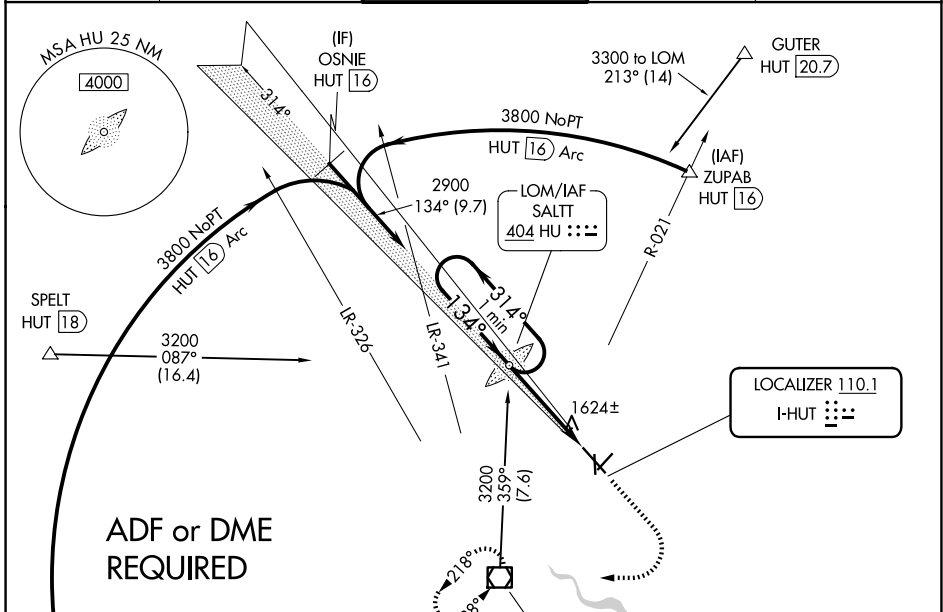 MSA HU 25 NM
4000
314°
(IF)
OSNIE
HUT 16
3300 to LOM
213° (14)
GUTER
HUT 20.7
3800 NoPT
HUT 16 Arc
(IAF)
ZUPAB
HUT 16
2900
134° (9.7)
LOM/IAF
SALTT
404 HU
R-021
3800 NoPT
HUT 16 Arc
SPELT
HUT 18
3200
087°
(16.4)
LR-326
LR-341
134°
314°
1 min
1624±
LOCALIZER 110.1
I-HUT
3200
359°
(7.6)
ADF or DME
REQUIRED
218°